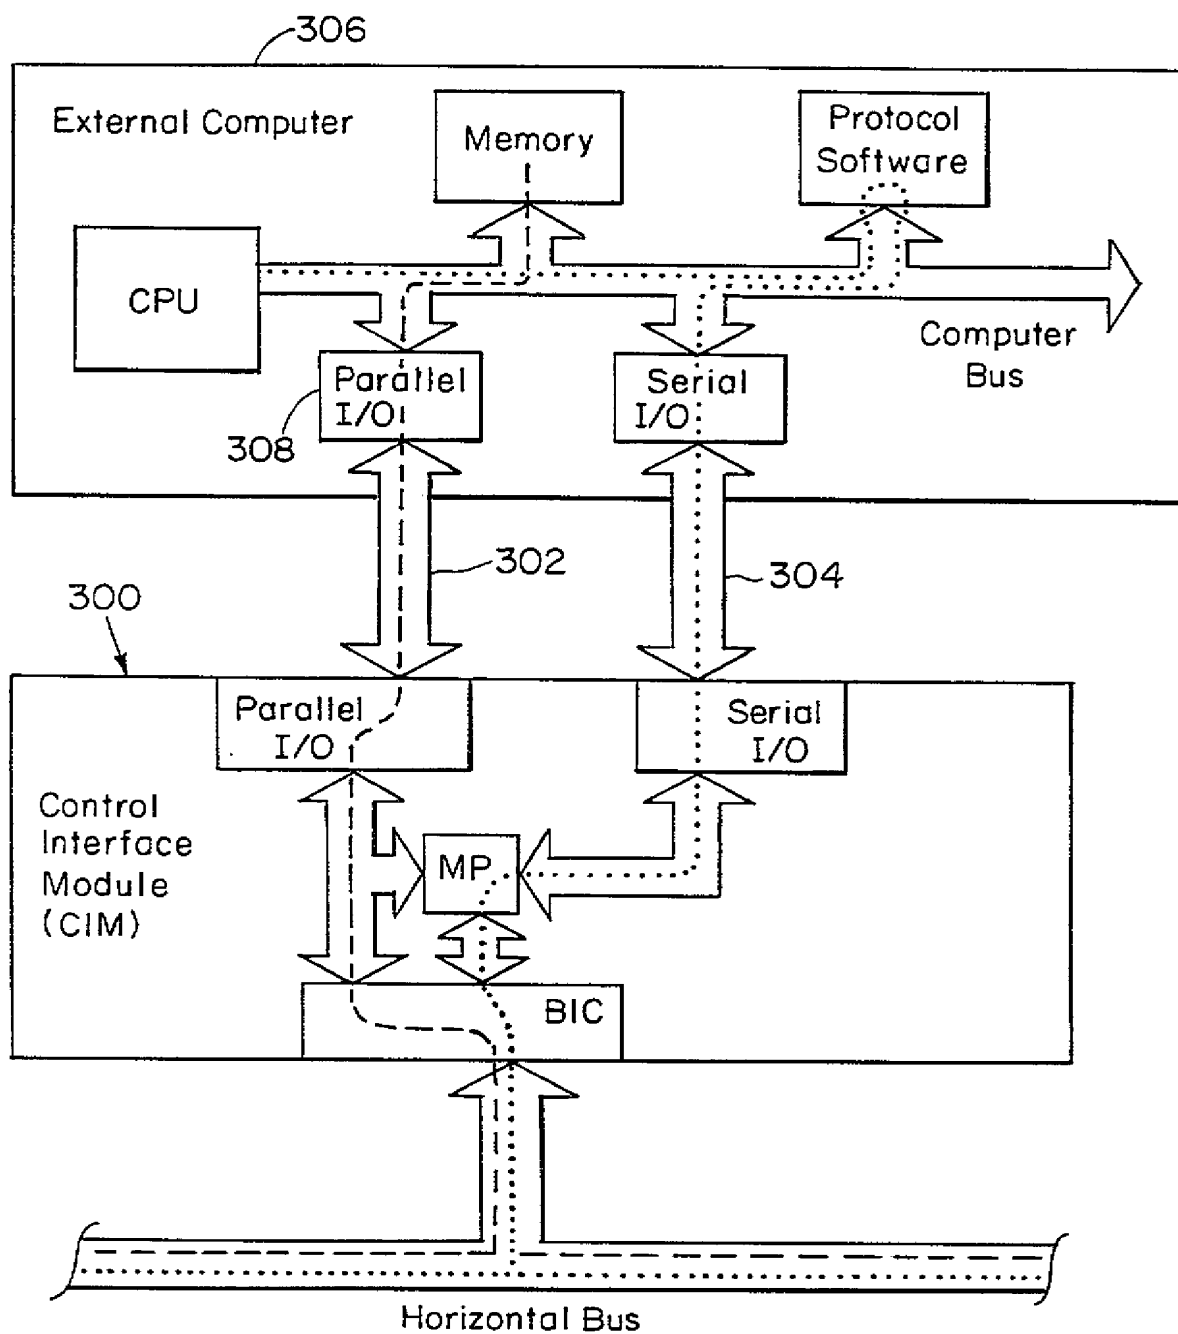 306
External Computer
Memory
Protocol
Software
CPU
Computer
Bus
Parallel
I/O
Serial
I/O
308
302
304
300
Parallel
I/O
Serial
I/O
Control
Interface
Module
(CIM)
MP
BIC
Horizontal Bus